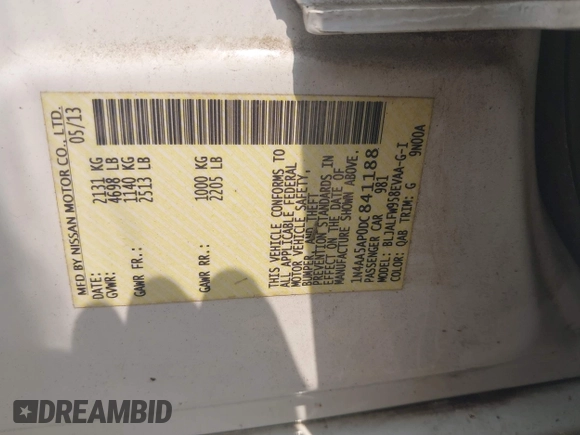 MFD BY NISSAN MOTOR CO., LTD.
DATE: 05/13
GVWR: 2131 KG
4698 LB
GAWR FR: 1140 KG
2513 LB
GAWR RR: 1000 KG
2205 LB
THIS VEHICLE CONFORMS TO
ALL APPLICABLE FEDERAL
MOTOR VEHICLE SAFETY,
BUMPER, AND THEFT
PREVENTION STANDARDS IN
EFFECT ON THE DATE OF
MANUFACTURE SHOWN ABOVE.
1N4AA5AP0DC841188
PASSENGER CAR 981
MODEL: BLJALFW958EVAA-G-I
COLOR: QAB TRIM: G 9N00A
DREAMBID